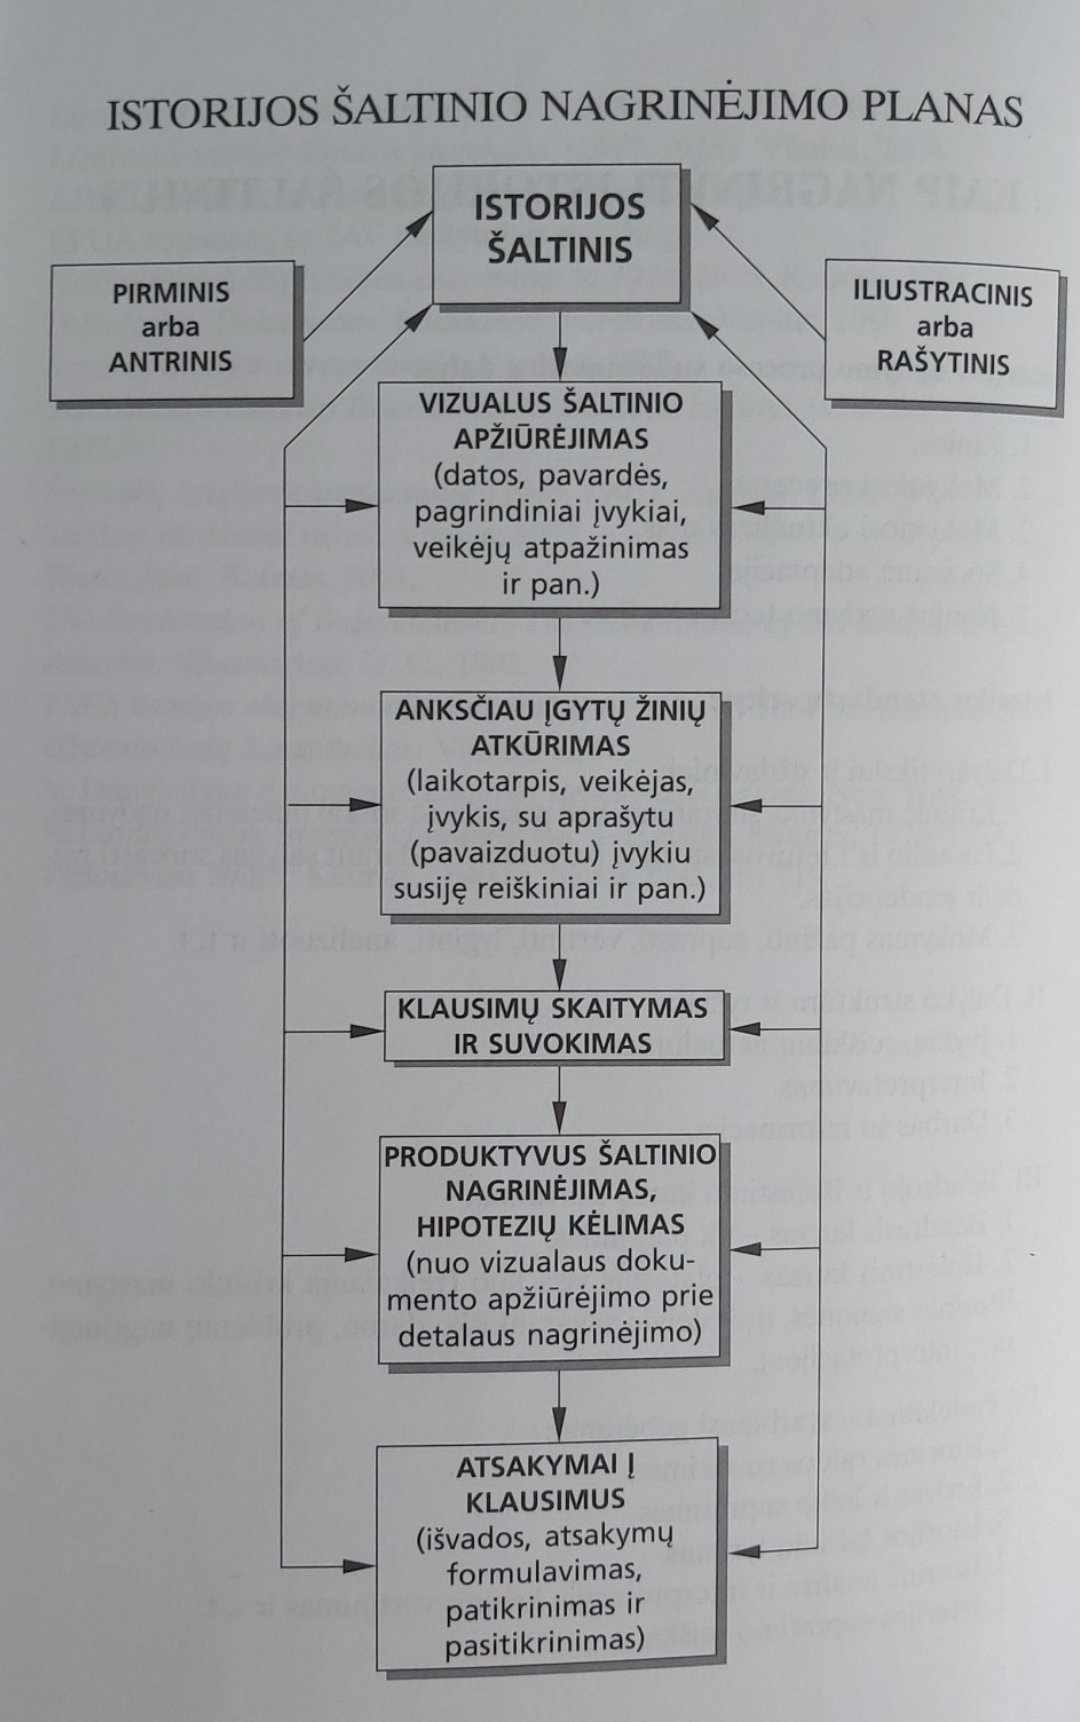 ISTORIJOS ŠALTINIO NAGRINĖJIMO PLANAS
ISTORIJOS
ŠALTINIS
PIRMINIS
arba
ANTRINIS
ILIUSTRACINIS
arba
RAŠYTINIS
VIZUALUS ŠALTINIO
APŽIŪRĖJIMAS
(datos, pavardės,
pagrindiniai įvykiai,
veikėjų atpažinimas
ir pan.)
ANKSČIAU ĮGYTŲ ŽINIŲ
ATKŪRIMAS
(laikotarpis, veikėjas,
įvykis, su aprašytu
(pavaizduotu) įvykiu
susiję reiškiniai ir pan.)
KLAUSIMŲ SKAITYMAS
IR SUVOKIMAS
PRODUKTYVUS ŠALTINIO
NAGRINĖJIMAS,
HIPOTEZIŲ KĖLIMAS
(nuo vizualaus doku-
mento apžiūrėjimo prie
detalaus nagrinėjimo)
ATSAKYMAI Į
KLAUSIMUS
(išvados, atsakymų
formulavimas,
patikrinimas ir
pasitikrinimas)